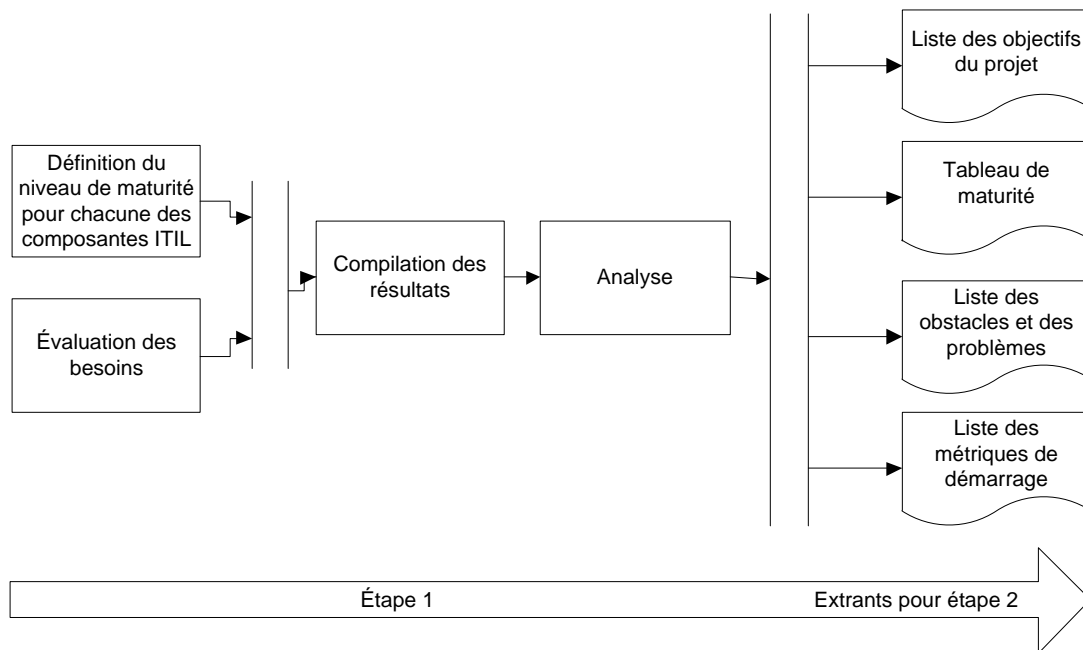 Définition du
niveau de maturité
pour chacune des
composantes ITIL
Évaluation des
besoins
Compilation des
résultats
Analyse
Liste des objectifs
du projet
Tableau de
maturité
Liste des
obstacles et des
problèmes
Liste des
métriques de
démarrage
Étape 1
Extrants pour étape 2